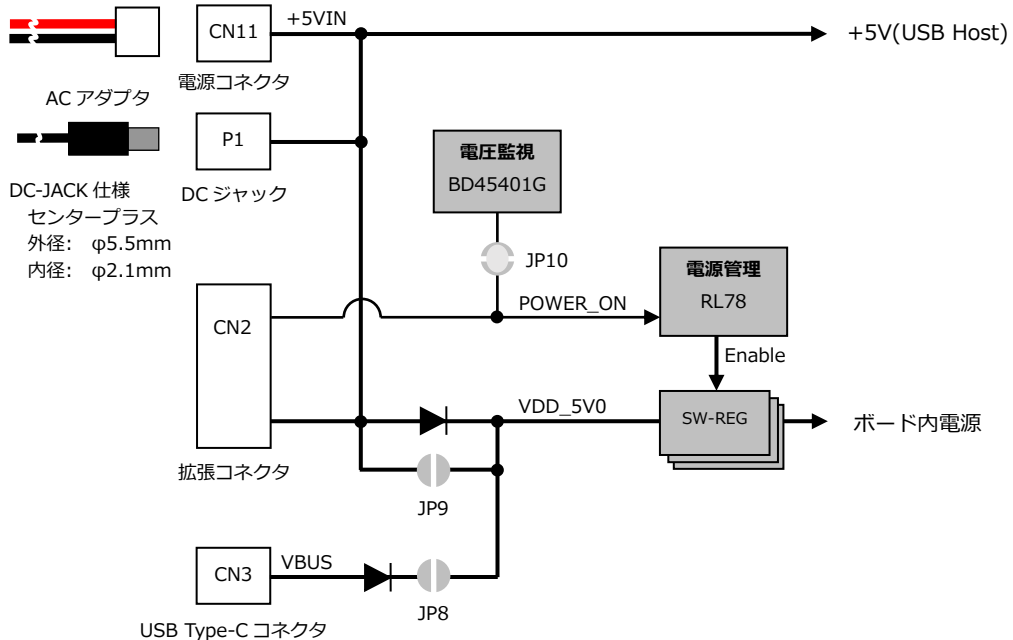 CN11
+5VIN
+5V(USB Host)
電源コネクタ
AC アダプタ
P1
DC ジャック
DC-JACK 仕様
センタープラス
外径: φ5.5mm
内径: φ2.1mm
電圧監視
BD45401G
JP10
電源管理
RL78
CN2
POWER_ON
Enable
VDD_5V0
SW-REG
ボード内電源
拡張コネクタ
JP9
CN3
VBUS
JP8
USB Type-C コネクタ